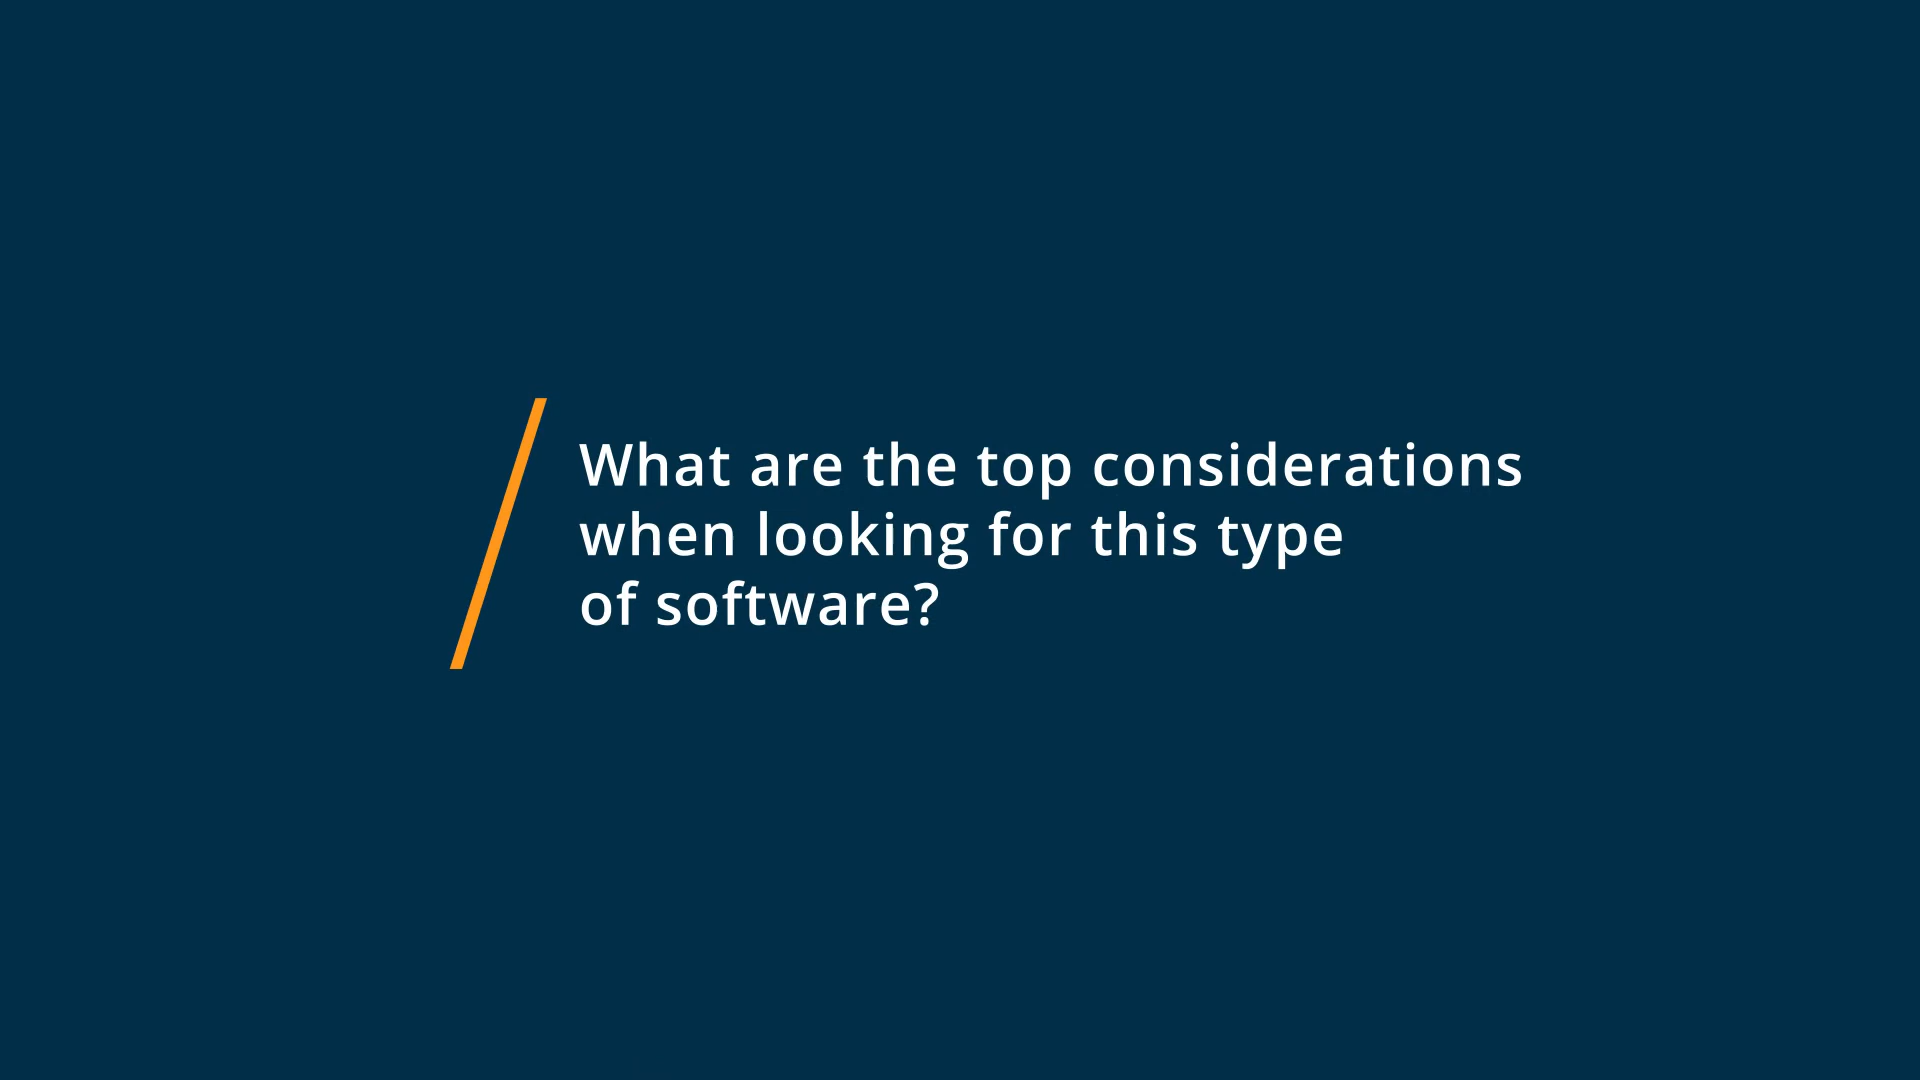 What are the top considerations
when looking for this type
of software?